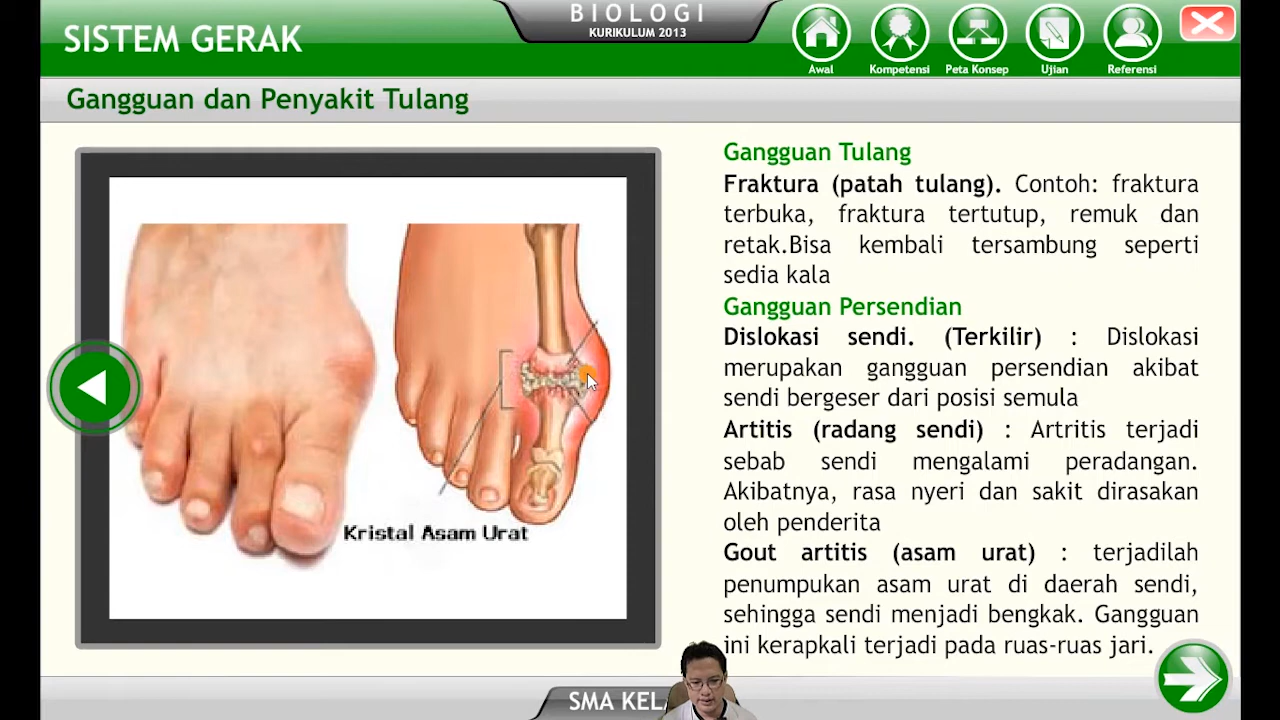 BIOLOGI
KURIKULUM 2013
SISTEM GERAK
Awal
Kompetensi
Peta Konsep
Ujian
Referensi
Gangguan dan Penyakit Tulang
Kristal Asam Urat
Gangguan Tulang
Fraktura (patah tulang). Contoh: fraktura
terbuka, fraktura tertutup, remuk dan
retak.Bisa kembali tersambung seperti
sedia kala
Gangguan Persendian
Dislokasi sendi. (Terkilir) : Dislokasi
merupakan gangguan persendian akibat
sendi bergeser dari posisi semula
Artitis (radang sendi) : Artritis terjadi
sebab sendi mengalami peradangan.
Akibatnya, rasa nyeri dan sakit dirasakan
oleh penderita
Gout artitis (asam urat) : terjadilah
penumpukan asam urat di daerah sendi,
sehingga sendi menjadi bengkak. Gangguan
ini kerapkali terjadi pada ruas-ruas jari.
SMA